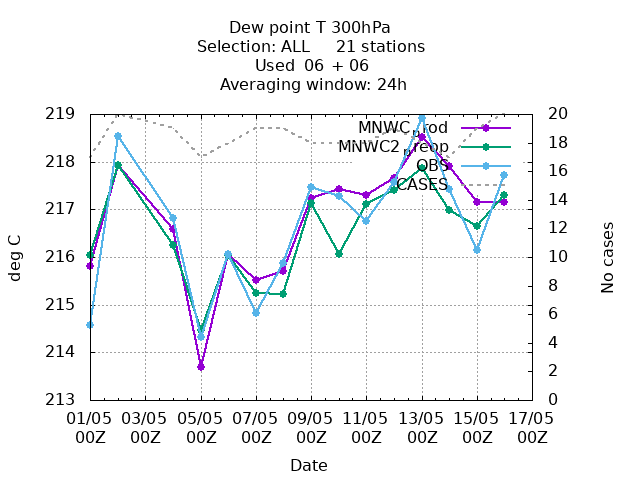 Dew point T 300hPa
Selection: ALL 21 stations
Used 06 + 06
Averaging window: 24h
219
218
217
216
215
214
213
deg C
20
18
16
14
12
10
8
6
4
2
0
No cases
MNWC_prod
MNWC2_preop
OBS
CASES
01/05 03/05 05/05 07/05 09/05 11/05 13/05 15/05 17/05
00Z 00Z 00Z 00Z 00Z 00Z 00Z 00Z 00Z
Date